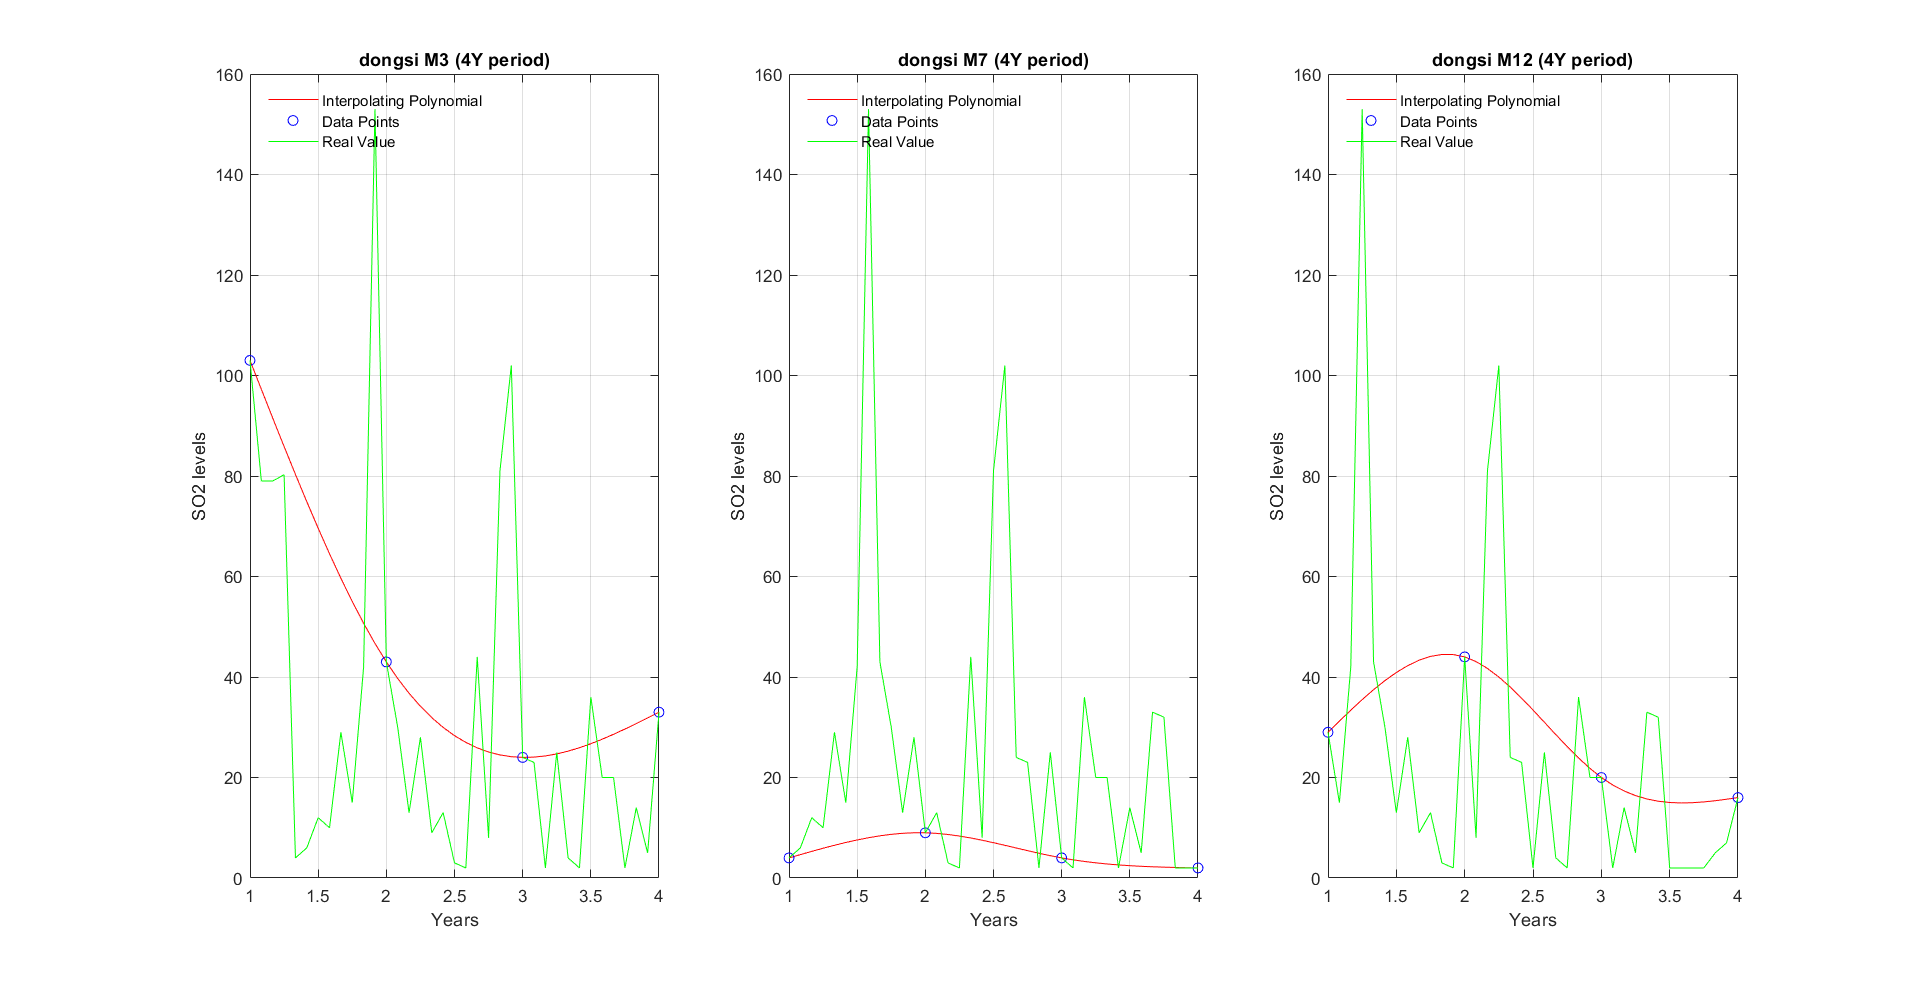 dongsi M3 (4Y period)
160
140
120
100
80
60
40
20
0
SO2 levels
Interpolating Polynomial
Data Points
Real Value
1 1.5 2 2.5 3 3.5 4
Years
dongsi M7 (4Y period)
160
140
120
100
80
60
40
20
0
SO2 levels
Interpolating Polynomial
Data Points
Real Value
1 1.5 2 2.5 3 3.5 4
Years
dongsi M12 (4Y period)
160
140
120
100
80
60
40
20
0
SO2 levels
Interpolating Polynomial
Data Points
Real Value
1 1.5 2 2.5 3 3.5 4
Years